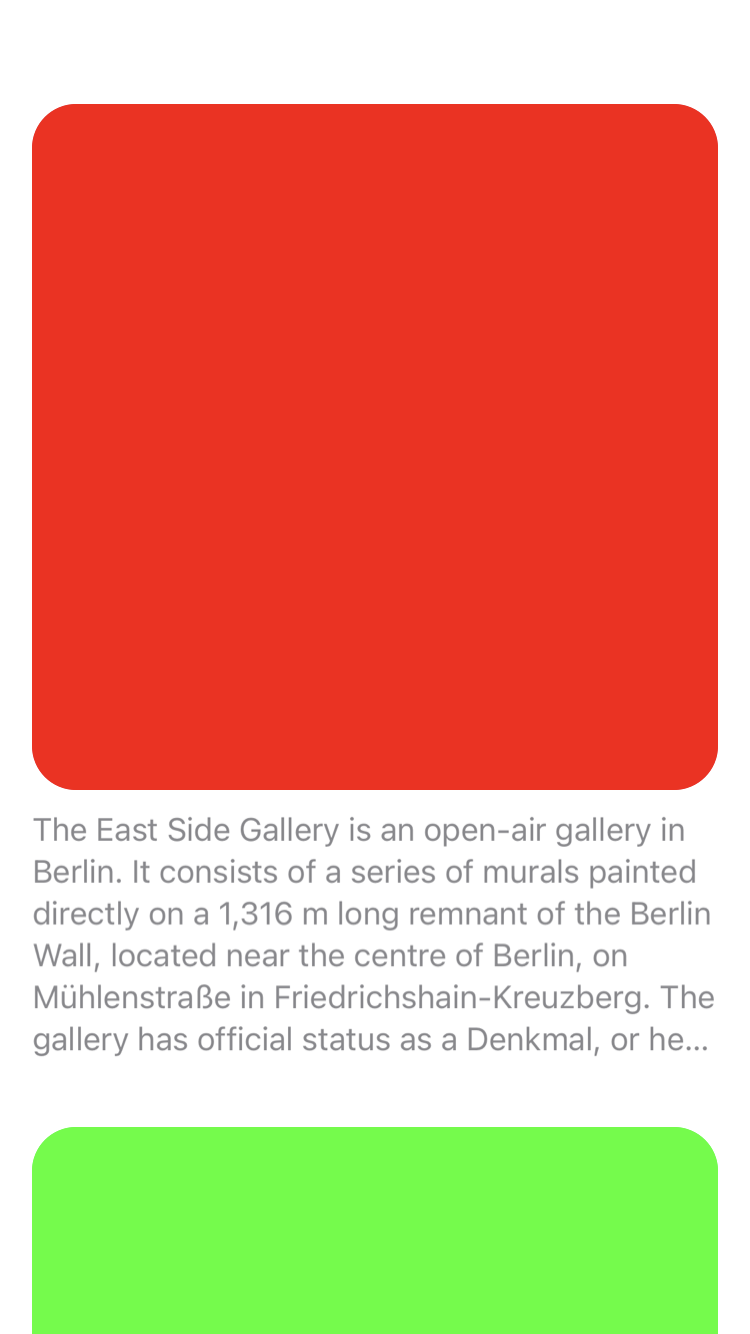 The East Side Gallery is an open-air gallery in
Berlin. It consists of a series of murals painted
directly on a 1,316 m long remnant of the Berlin
Wall, located near the centre of Berlin, on
Mühlenstraße in Friedrichshain-Kreuzberg. The
gallery has official status as a Denkmal, or he...